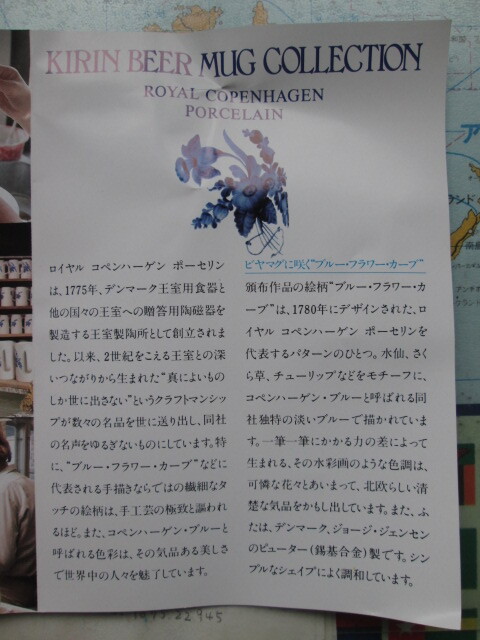 KIRIN BEER MUG COLLECTION
ROYAL COPENHAGEN
PORCELAIN
ロイヤル コペンハーゲン ポーセリン
は、1775年、デンマーク王室用食器と
他の国々の王室への贈答用陶磁器を
製造する王室製陶所として創立されま
した。以来、2世紀をこえる王室との深
いつながりから生まれた“真によいもの
しか世に出さない”というクラフトマンシッ
プが数々の名品を世に送り出し、同社
の名声をゆるぎないものにしています。特
に、“ブルー・フラワー・カーブ”などに
代表される手描きならではの繊細なタ
ッチの絵柄は、手工芸の極致と謳われ
るほど。また、コペンハーゲン・ブルーと
呼ばれる色彩は、その気品ある美しさ
で世界中の人々を魅了しています。
ビヤマグに咲く“ブルー・フラワー・カーブ”
頒布作品の絵柄“ブルー・フラワー・カ
ーブ”は、1780年にデザインされた、ロ
イヤル コペンハーゲン ポーセリンを
代表するパターンのひとつ。水仙、さく
ら草、チューリップなどをモチーフに、
コペンハーゲン・ブルーと呼ばれる同
社独特の淡いブルーで描かれていま
す。一筆一筆にかかる力の差によって
生まれる、その水彩画のような色調は、
可憐な花々とあいまって、北欧らしい清
楚な気品をかもし出しています。また、ふ
たは、デンマーク、ジョージ・ジェンセン
のピューター(錫基合金)製です。シン
プルなシェイプによく調和しています。
22945